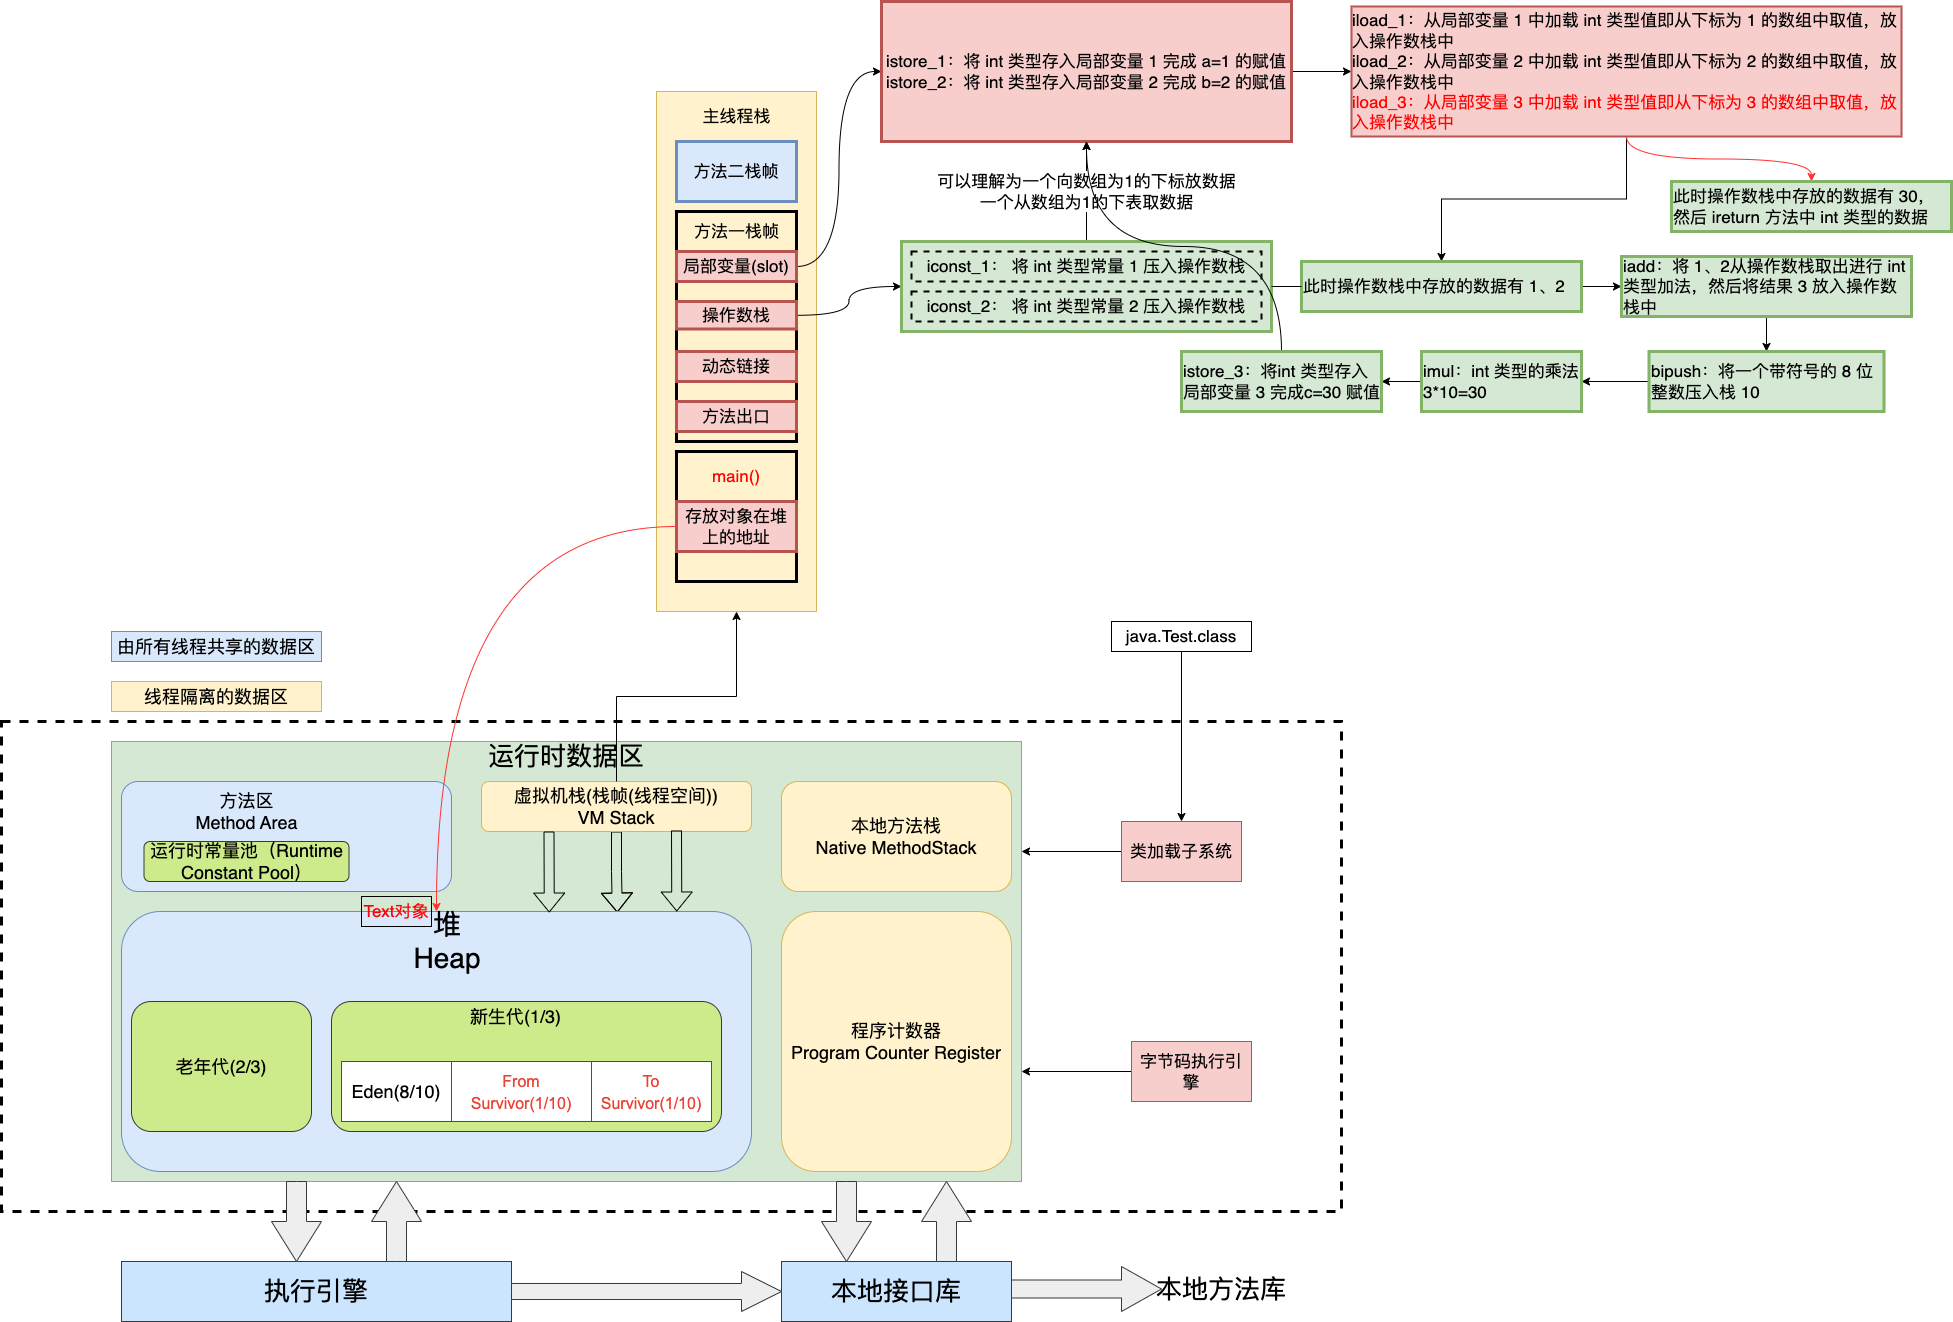 istore_1：将 int 类型存入局部变量 1 完成 a=1 的赋值
istore_2：将 int 类型存入局部变量 2 完成 b=2 的赋值
iload_1：从局部变量 1 中加载 int 类型值即从下标为 1 的数组中取值，放
入操作数栈中
iload_2：从局部变量 2 中加载 int 类型值即从下标为 2 的数组中取值，放
入操作数栈中
iload_3：从局部变量 3 中加载 int 类型值即从下标为 3 的数组中取值，放
入操作数栈中
主线程栈
方法二栈帧
方法一栈帧
局部变量(slot)
操作数栈
动态链接
方法出口
main()
存放对象在堆
上的地址
可以理解为一个向数组为1的下标放数据
一个从数组为1的下表取数据
此时操作数栈中存放的数据有 30，
然后 ireturn 方法中 int 类型的数据
iconst_1： 将 int 类型常量 1 压入操作数栈
iconst_2： 将 int 类型常量 2 压入操作数栈
此时操作数栈中存放的数据有 1、2
iadd：将 1、2从操作数栈取出进行 int
类型加法，然后将结果 3 放入操作数
栈中
istore_3：将int 类型存入
局部变量 3 完成c=30 赋值
imul：int 类型的乘法
3*10=30
bipush：将一个带符号的 8 位
整数压入栈 10
由所有线程共享的数据区
线程隔离的数据区
java.Test.class
运行时数据区
方法区
Method Area
运行时常量池（Runtime
Constant Pool）
虚拟机栈(栈帧(线程空间))
VM Stack
本地方法栈
Native MethodStack
类加载子系统
Text对象
堆
Heap
老年代(2/3)
新生代(1/3)
Eden(8/10)
From
Survivor(1/10)
To
Survivor(1/10)
程序计数器
Program Counter Register
字节码执行引
擎
执行引擎
本地接口库
本地方法库